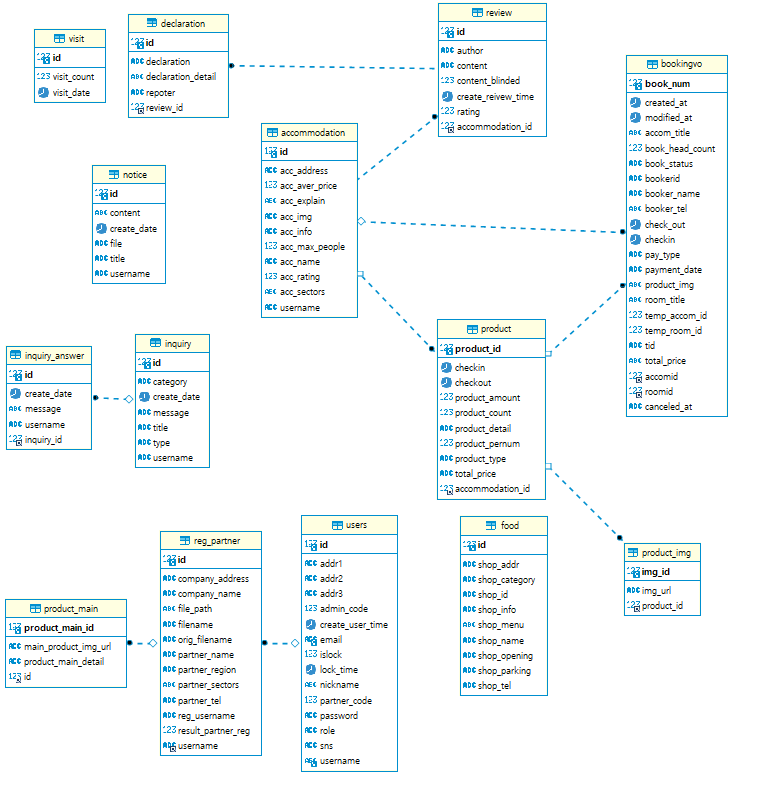 visit
id
visit_count
visit_date
declaration
id
declaration
declaration_detail
repoter
review_id
review
id
author
content
content_blinded
create_reivew_time
rating
accommodation_id
bookingvo
book_num
created_at
modified_at
accom_title
book_head_count
book_status
bookerid
booker_name
booker_tel
check_out
checkin
pay_type
payment_date
product_img
room_title
temp_accom_id
temp_room_id
tid
total_price
accomid
roomid
canceled_at
accommodation
id
acc_address
acc_aver_price
acc_explain
acc_img
acc_info
acc_max_people
acc_name
acc_rating
acc_sectors
username
notice
id
content
create_date
file
title
username
inquiry_answer
id
create_date
message
username
inquiry_id
inquiry
id
category
create_date
message
title
type
username
product
product_id
checkin
checkout
product_amount
product_count
product_detail
product_pernum
product_type
total_price
accommodation_id
reg_partner
id
company_address
company_name
file_path
filename
orig_filename
partner_name
partner_region
partner_sectors
partner_tel
reg_username
result_partner_reg
username
users
id
addr1
addr2
addr3
admin_code
create_user_time
email
islock
lock_time
nickname
partner_code
password
role
sns
username
food
id
shop_addr
shop_category
shop_id
shop_info
shop_menu
shop_name
shop_opening
shop_parking
shop_tel
product_img
img_id
img_url
product_id
product_main
product_main_id
main_product_img_url
product_main_detail
id